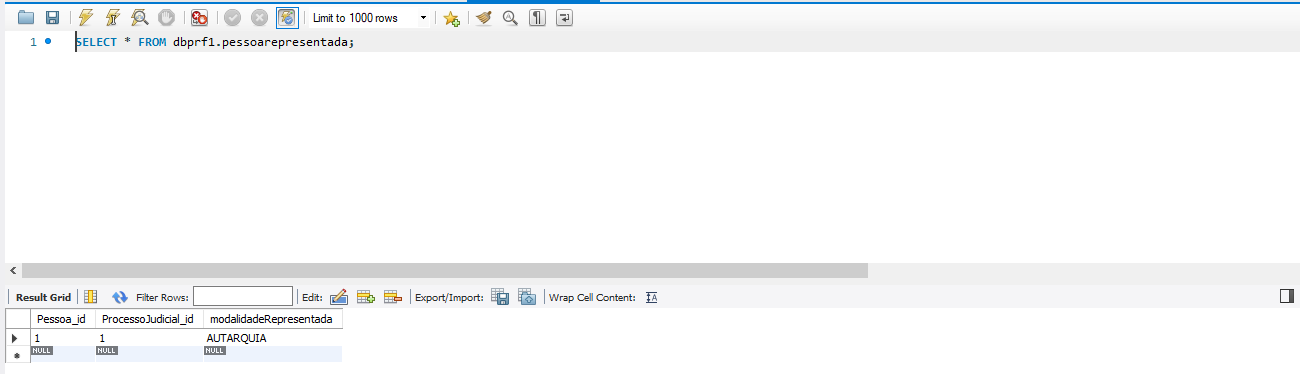 Limit to 1000 rows
1 SELECT * FROM dbprf1.pessoarepresentada;
Result Grid Filter Rows: Edit: Export/Import: Wrap Cell Content:
Pessoa_id ProcessoJudicial_id modalidadeRepresentada
1 1 AUTARQUIA
NULL NULL NULL